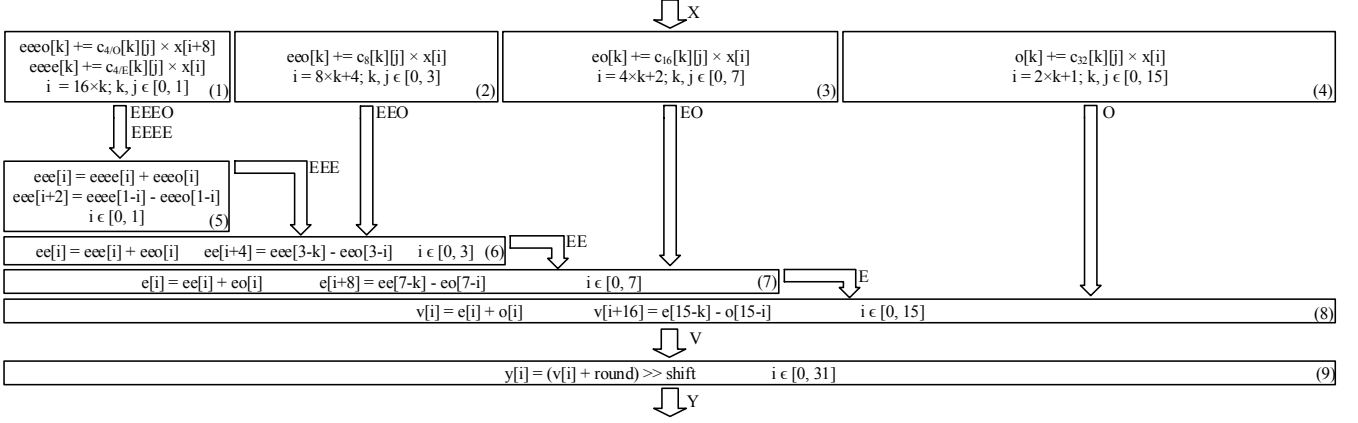 X
eeeo[k] += c4/O[k][j] × x[i+8]
eeee[k] += c4/E[k][j] × x[i]
i = 16×k; k, j ϵ [0, 1] (1)
eeo[k] += c8[k][j] × x[i]
i = 8×k+4; k, j ϵ [0, 3] (2)
eo[k] += c16[k][j] × x[i]
i = 4×k+2; k, j ϵ [0, 7] (3)
o[k] += c32[k][j] × x[i]
i = 2×k+1; k, j ϵ [0, 15] (4)
EEEO
EEEE
EEO
EO
O
eee[i] = eeee[i] + eeeo[i]
eee[i+2] = eeee[1-i] - eeeo[1-i]
i ϵ [0, 1] (5)
EEE
ee[i] = eee[i] + eeo[i] ee[i+4] = eee[3-k] - eeo[3-i] i ϵ [0, 3] (6)
EE
e[i] = ee[i] + eo[i] e[i+8] = ee[7-k] - eo[7-i] i ϵ [0, 7] (7)
E
v[i] = e[i] + o[i] v[i+16] = e[15-k] - o[15-i] i ϵ [0, 15] (8)
V
y[i] = (v[i] + round) >> shift i ϵ [0, 31] (9)
Y